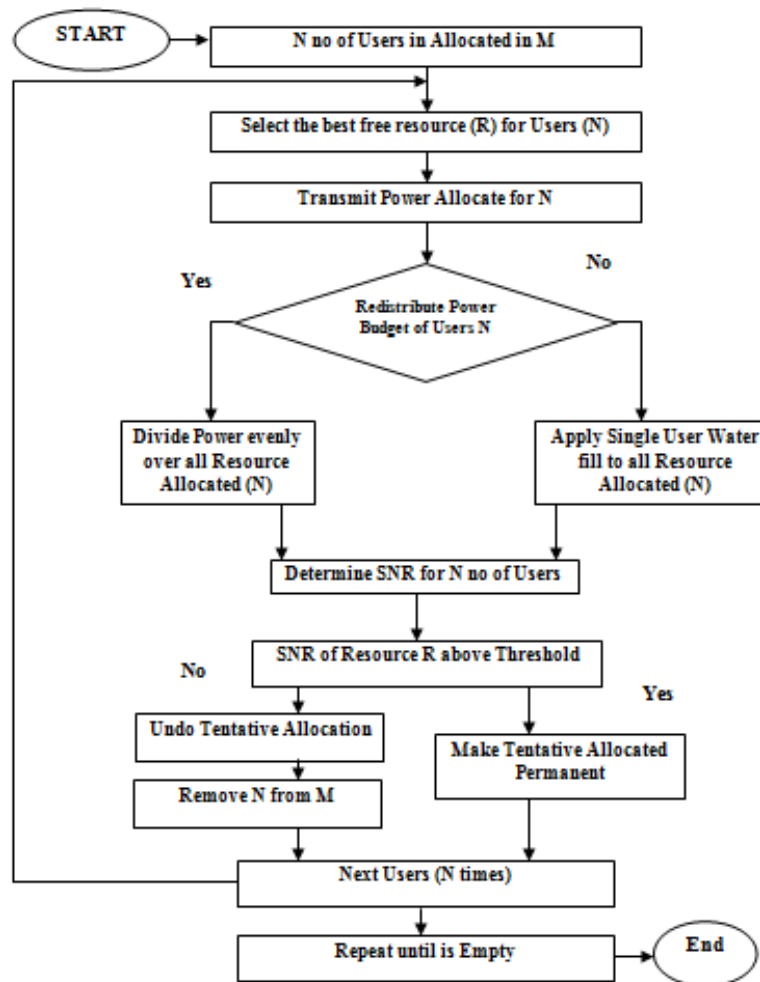 START
N no of Users in Allocated in M
Select the best free resource (R) for Users (N)
Transmit Power Allocate for N
Yes
No
Redistribute Power
Budget of Users N
Divide Power evenly
over all Resource
Allocated (N)
Apply Single User Water
fill to all Resource
Allocated (N)
Determine SNR for N no of Users
SNR of Resource R above Threshold
No
Yes
Undo Tentative Allocation
Make Tentative Allocated
Permanent
Remove N from M
Next Users (N times)
Repeat until is Empty
End